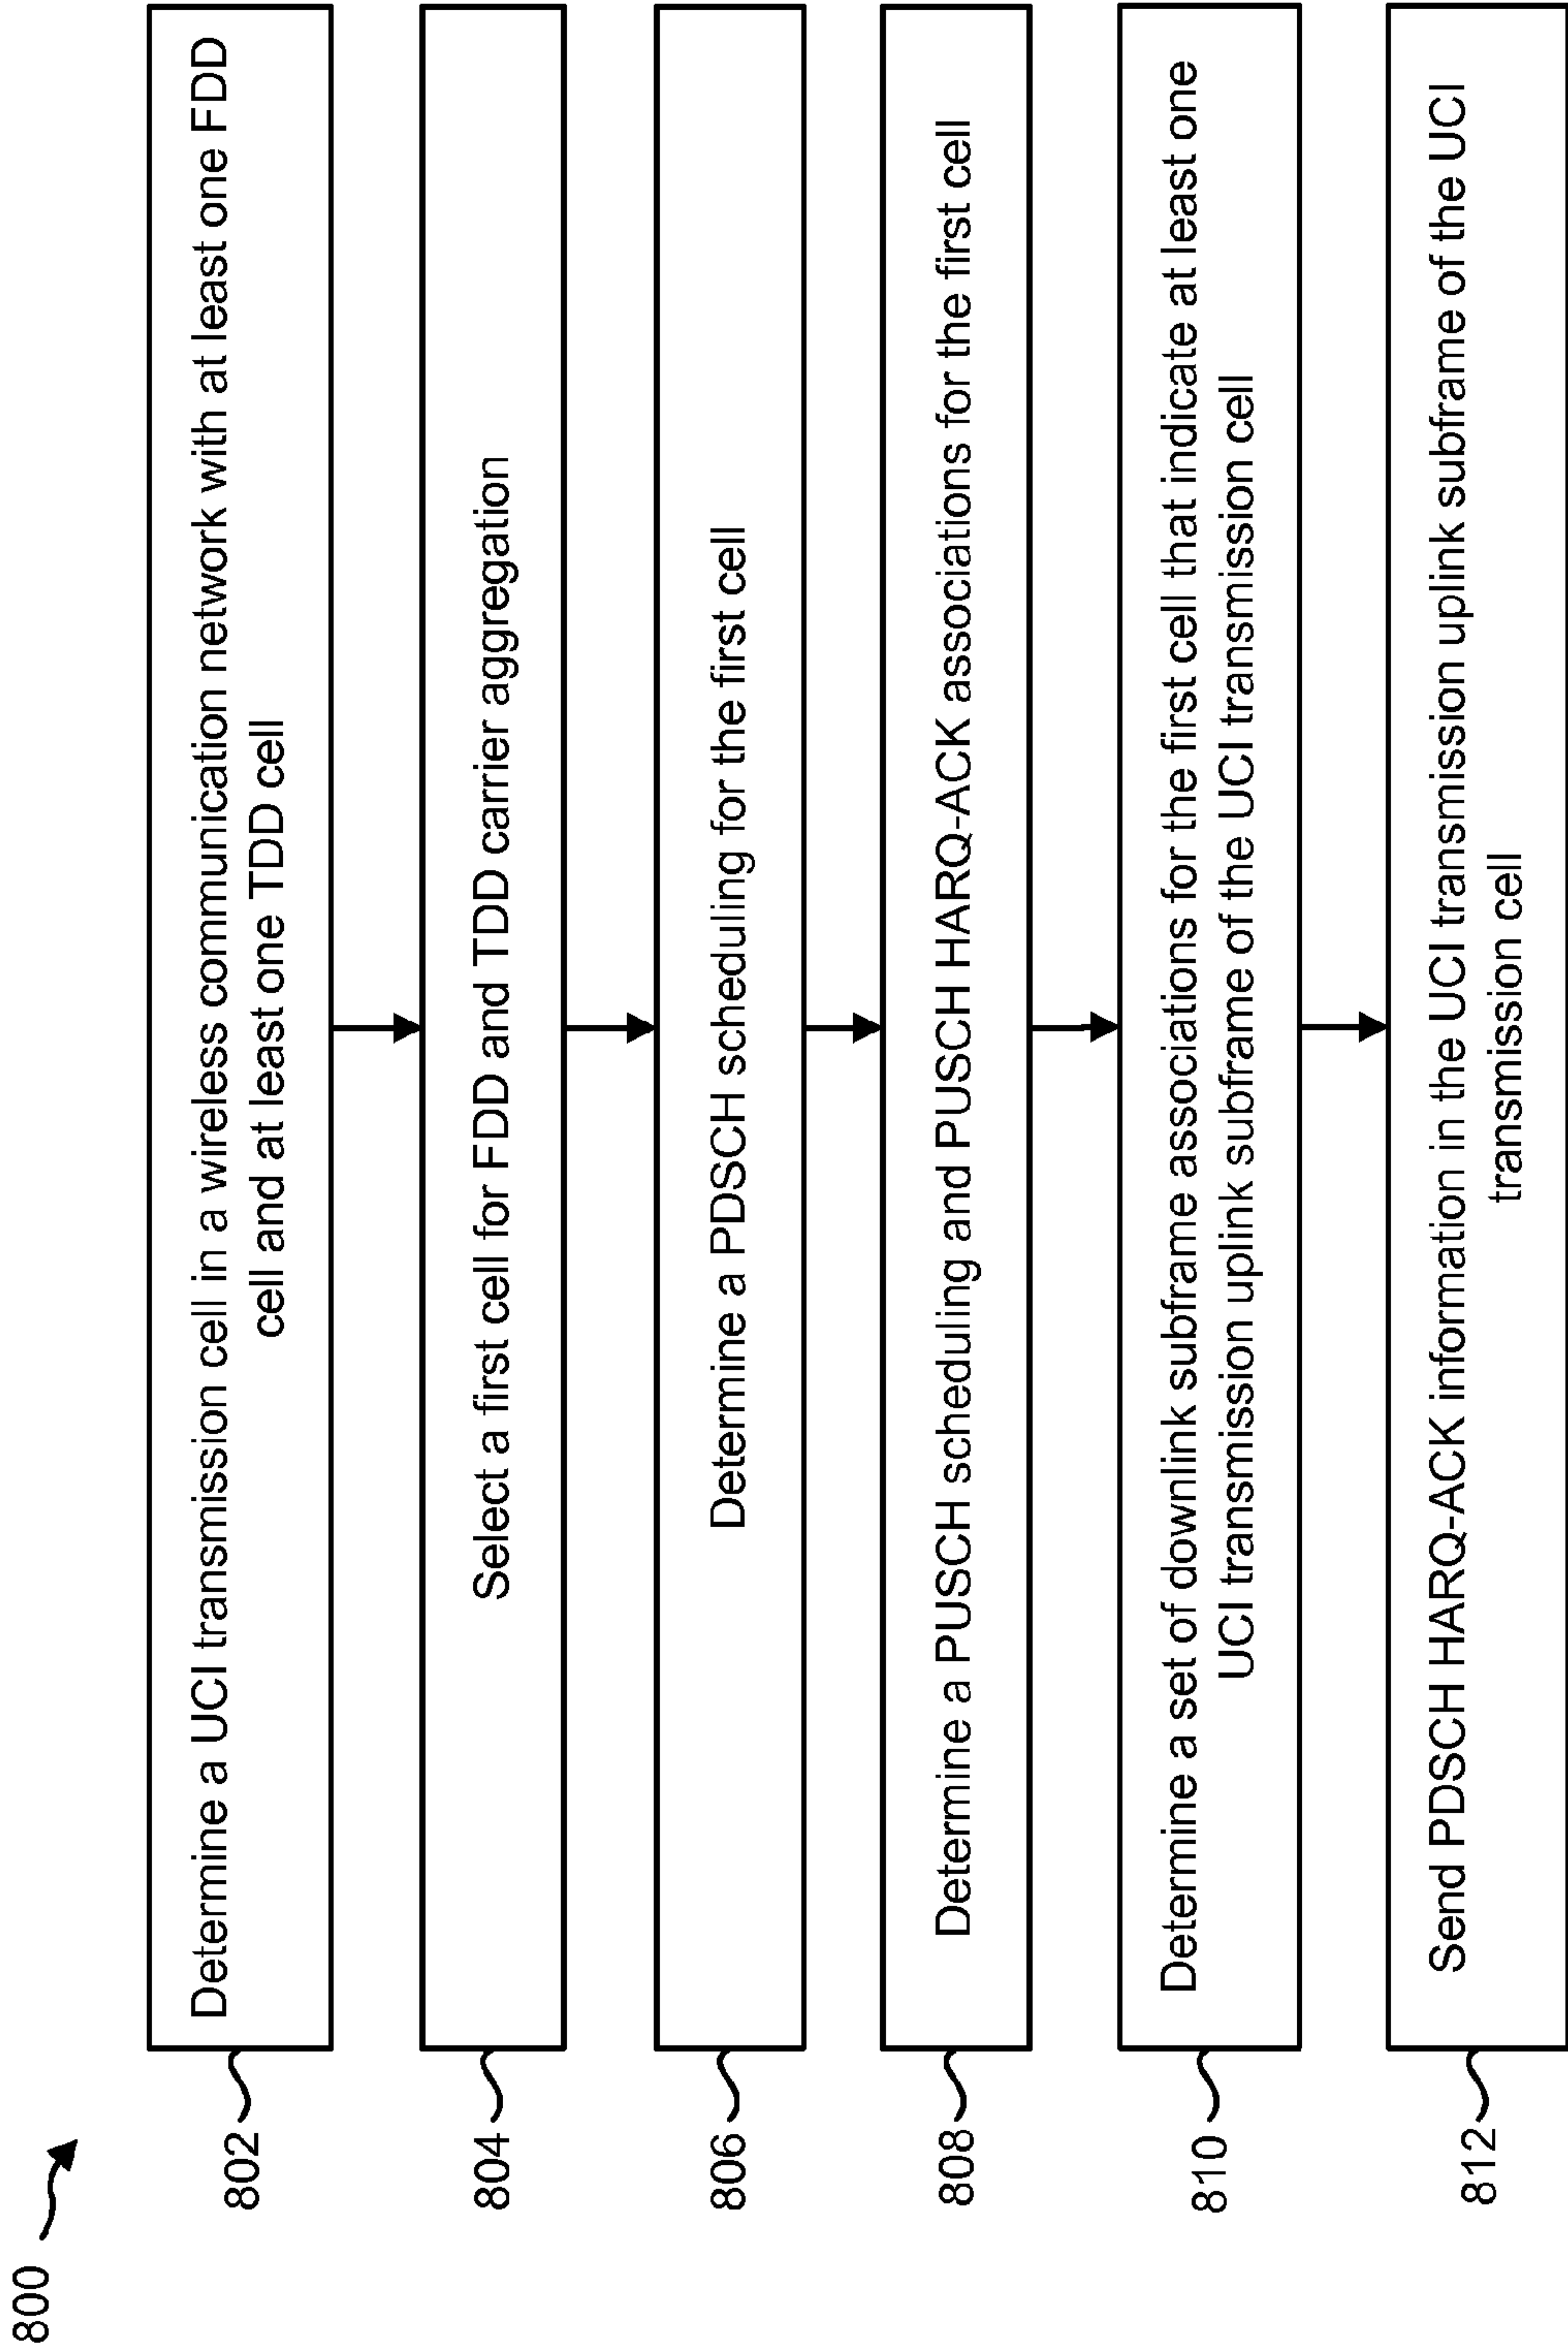 800
802
Determine a UCI transmission cell in a wireless communication network with at least one FDD
cell and at least one TDD cell
804
Select a first cell for FDD and TDD carrier aggregation
806
Determine a PDSCH scheduling for the first cell
808
Determine a PUSCH scheduling and PUSCH HARQ-ACK associations for the first cell
810
Determine a set of downlink subframe associations for the first cell that indicate at least one
UCI transmission uplink subframe of the UCI transmission cell
812
Send PDSCH HARQ-ACK information in the UCI transmission uplink subframe of the UCI
transmission cell